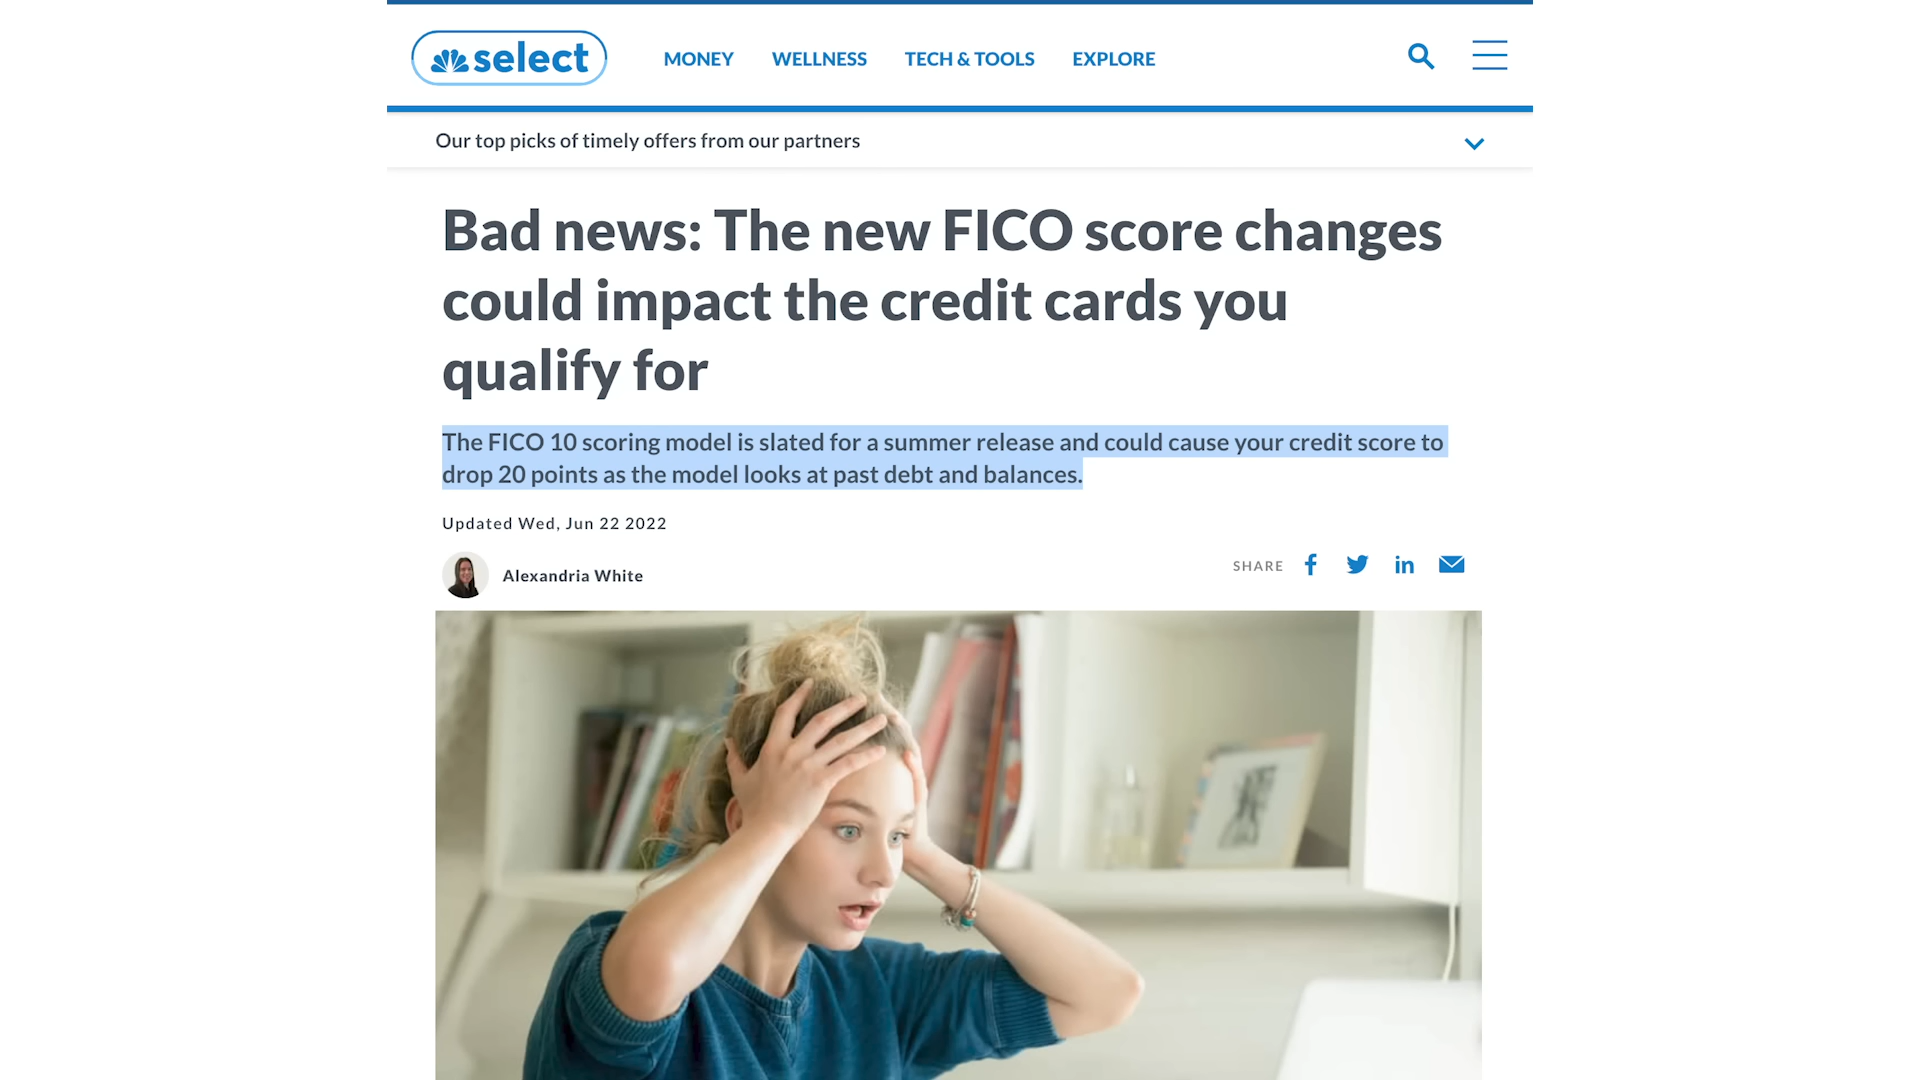 select
MONEY WELLNESS TECH & TOOLS EXPLORE
Our top picks of timely offers from our partners
Bad news: The new FICO score changes
could impact the credit cards you
qualify for
The FICO 10 scoring model is slated for a summer release and could cause your credit score to
drop 20 points as the model looks at past debt and balances.
Updated Wed, Jun 22 2022
Alexandria White
SHARE